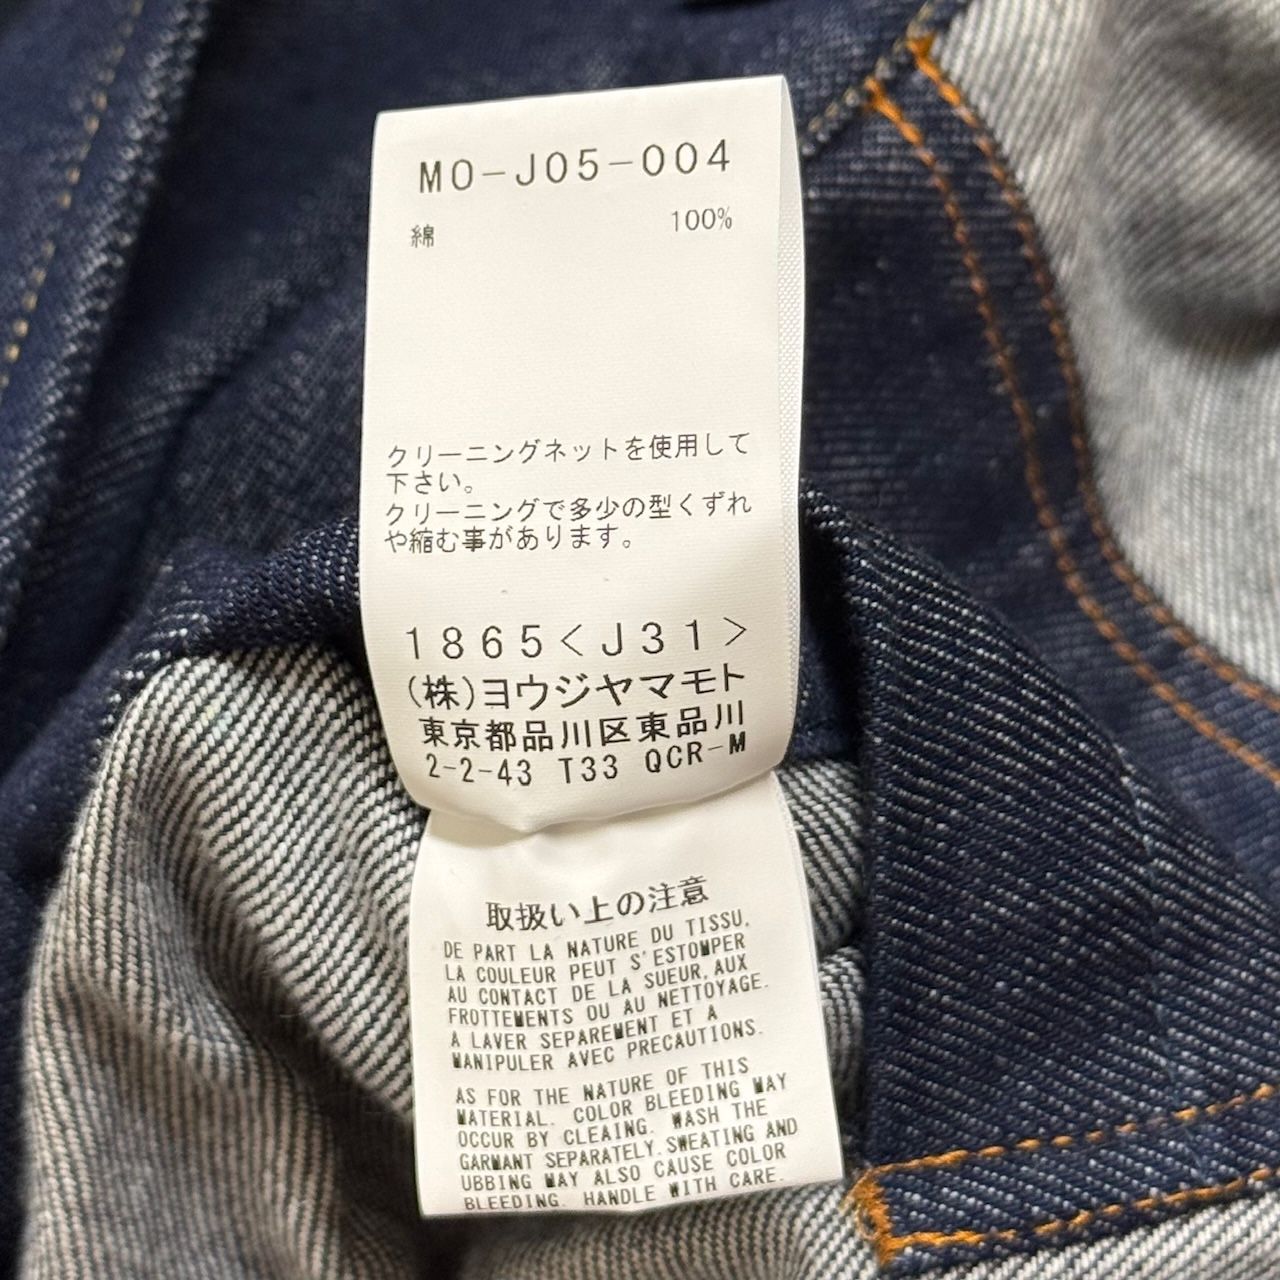 MO-J05-004
綿 100%
クリーニングネットを使用して
下さい。
クリーニングで多少の型くずれ
や縮む事があります。
1865<J31>
(株)ヨウジヤマモト
東京都品川区東品川
2-2-43 T33 QCR-M
取扱い上の注意
DE PART LA NATURE DU TISSU,
LA COULEUR PEUT S'ESTOMPER
AU CONTACT DE LA SUEUR, AUX
FROTTEMENTS OU AU NETTOYAGE.
A LAVER SEPAREMENT ET A
MANIPULER AVEC PRECAUTIONS.
AS FOR THE NATURE OF THIS
MATERIAL. COLOR BLEEDING MAY
OCCUR BY CLEAING. WASH THE
GARMANT SEPARATELY. SWEATING AND
UBBING MAY ALSO CAUSE COLOR
BLEEDING. HANDLE WITH CARE.